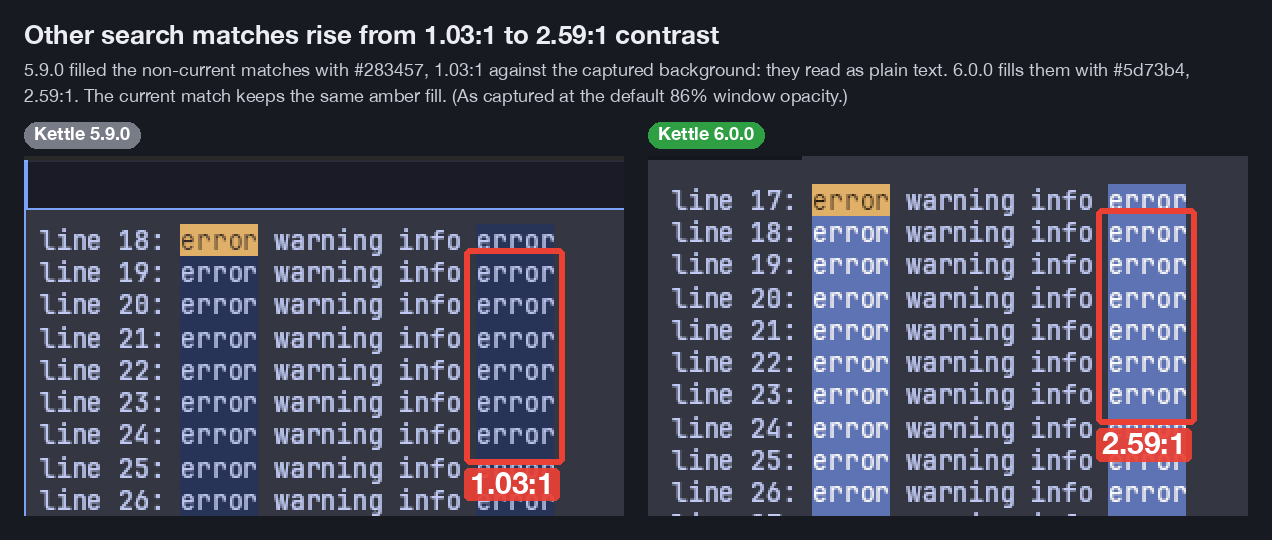 Other search matches rise from 1.03:1 to 2.59:1 contrast
5.9.0 filled the non-current matches with #283457, 1.03:1 against the captured background: they read as plain text. 6.0.0 fills them with #5d73b4,
2.59:1. The current match keeps the same amber fill. (As captured at the default 86% window opacity.)
Kettle 5.9.0
line 18: error warning info error
line 19: error warning info error
line 20: error warning info error
line 21: error warning info error
line 22: error warning info error
line 23: error warning info error
line 24: error warning info error
line 25: error warning info error
line 26: error warning info error
1.03:1
Kettle 6.0.0
line 17: error warning info error
line 18: error warning info error
line 19: error warning info error
line 20: error warning info error
line 21: error warning info error
line 22: error warning info error
line 23: error warning info error
line 24: error warning info
line 25: error warning info error
line 26: error warning info error
2.59:1